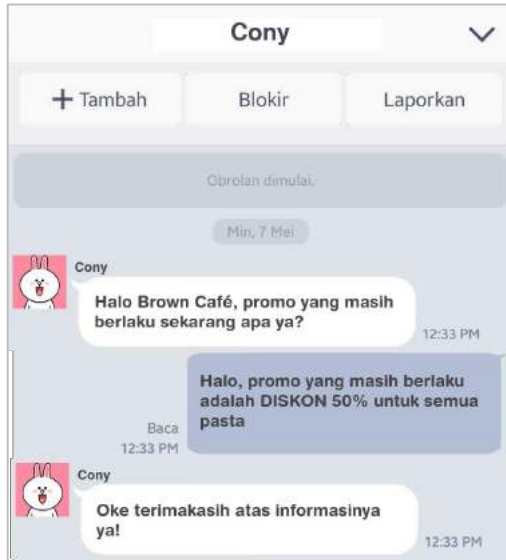 Cony
+ Tambah
Blokir
Laporkan
Obrolan dimulai.
Min, 7 Mei
Cony
Halo Brown Café, promo yang masih
berlaku sekarang apa ya?
12:33 PM
Halo, promo yang masih berlaku
adalah DISKON 50% untuk semua
pasta
Baca
12:33 PM
Cony
Oke terimakasih atas informasinya
ya!
12:33 PM